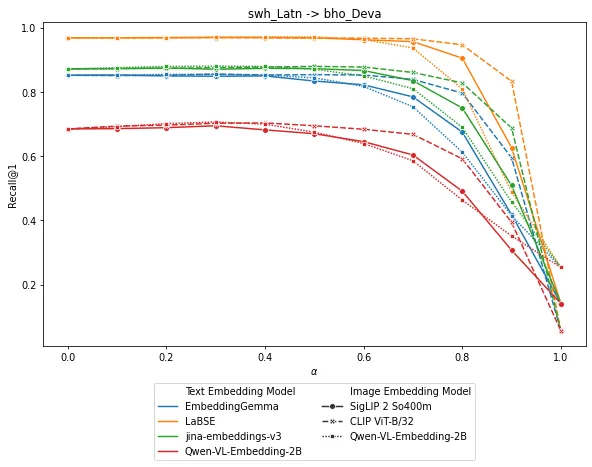 swh_Latn -> bho_Deva
1.0
0.8
0.6
0.4
0.2
Recall@1
0.0 0.2 0.4 0.6 0.8 1.0
α
Text Embedding Model Image Embedding Model
EmbeddingGemma SigLIP 2 So400m
LaBSE CLIP ViT-B/32
jina-embeddings-v3 Qwen-VL-Embedding-2B
Qwen-VL-Embedding-2B